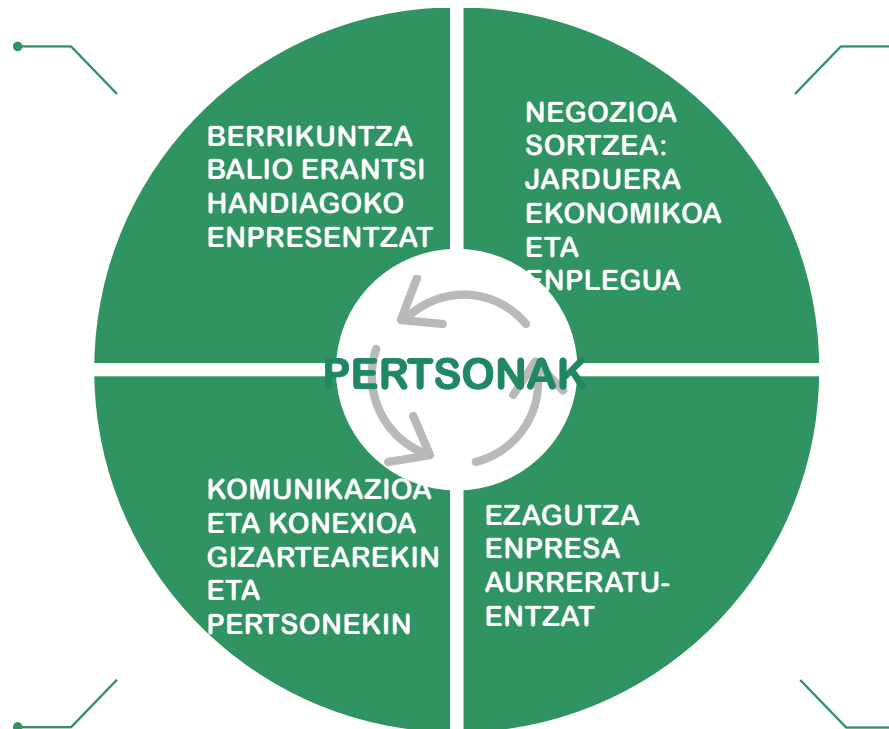 BERRIKUNTZA
BALIO ERANTSI
HANDIAGOKO
ENPRESENTZAT
NEGOZIOA
SORTZEA:
JARDUERA
EKONOMIKOA
ETA
ENPLEGUA
PERTSONAK
KOMUNIKAZIOA
ETA KONEXIOA
GIZARTEAREKIN
ETA
PERTSONEKIN
EZAGUTZA
ENPRESA
AURRERATU-
ENTZAT